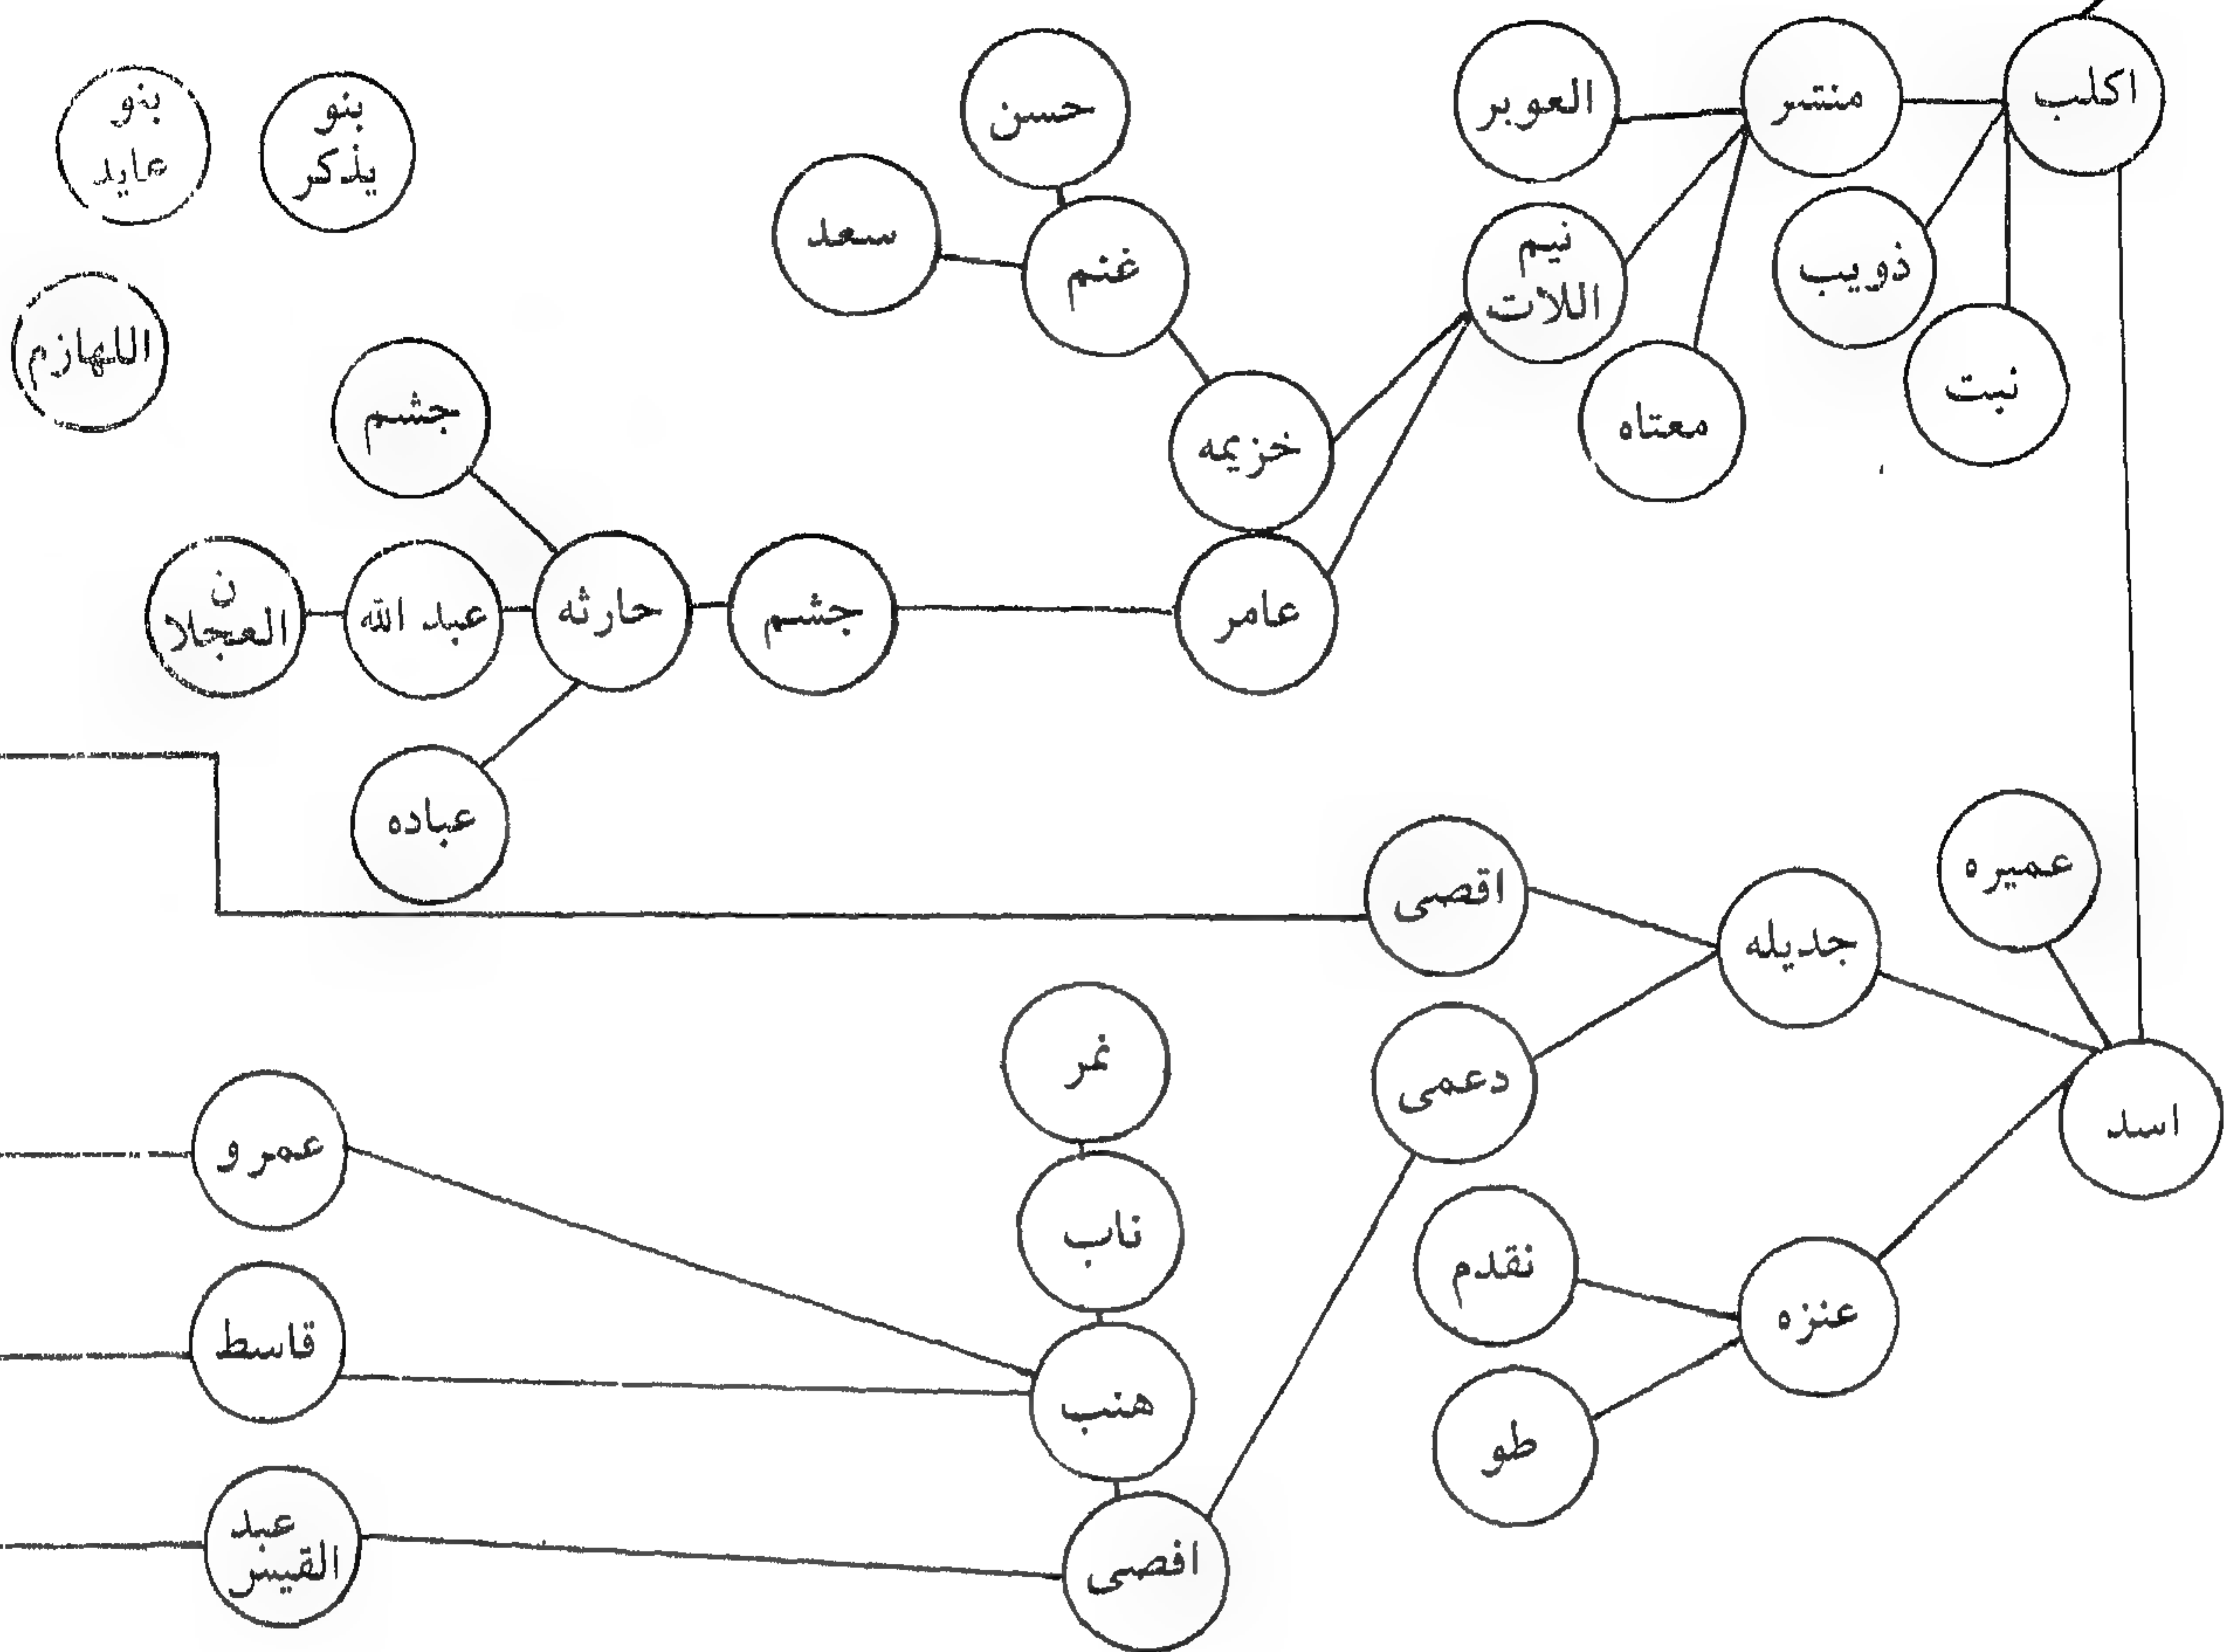 اكلب
منتشر
العوبر
ذويب
نبت
معتاه
نيم
اللات
حسن
سعد
غنم
خزيمه
عامر
جشم
حارثه
جشم
عبد الله
ن
العجلا
عباده
بنو
يذكر
بنو
عايد
اللهازم
عميره
اسد
جديله
اقصى
دعمى
عنزه
نقدم
طو
نمر
ناب
هنب
افصى
عمرو
قاسط
عبد
القيس